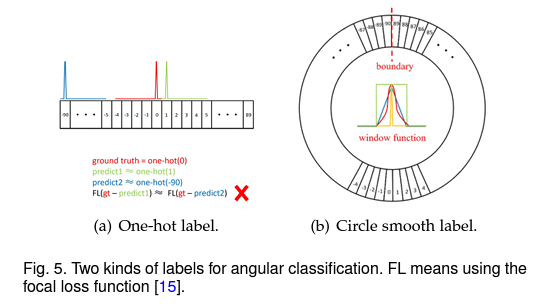 -87 -88 -89 -90 89 88 87 86 85
boundary
window function
-90 • • • -5 -4 -3 -2 -1 0 1 2 3 4 5 • • • 89
ground truth = one-hot(0)
predict1 ≈ one-hot(1)
predict2 ≈ one-hot(-90)
FL(gt – predict1) ≈ FL(gt – predict2)
-4 -3 -2 -1 0 1 2 3 4
(a) One-hot label.
(b) Circle smooth label.
Fig. 5. Two kinds of labels for angular classification. FL means using the
focal loss function [15].